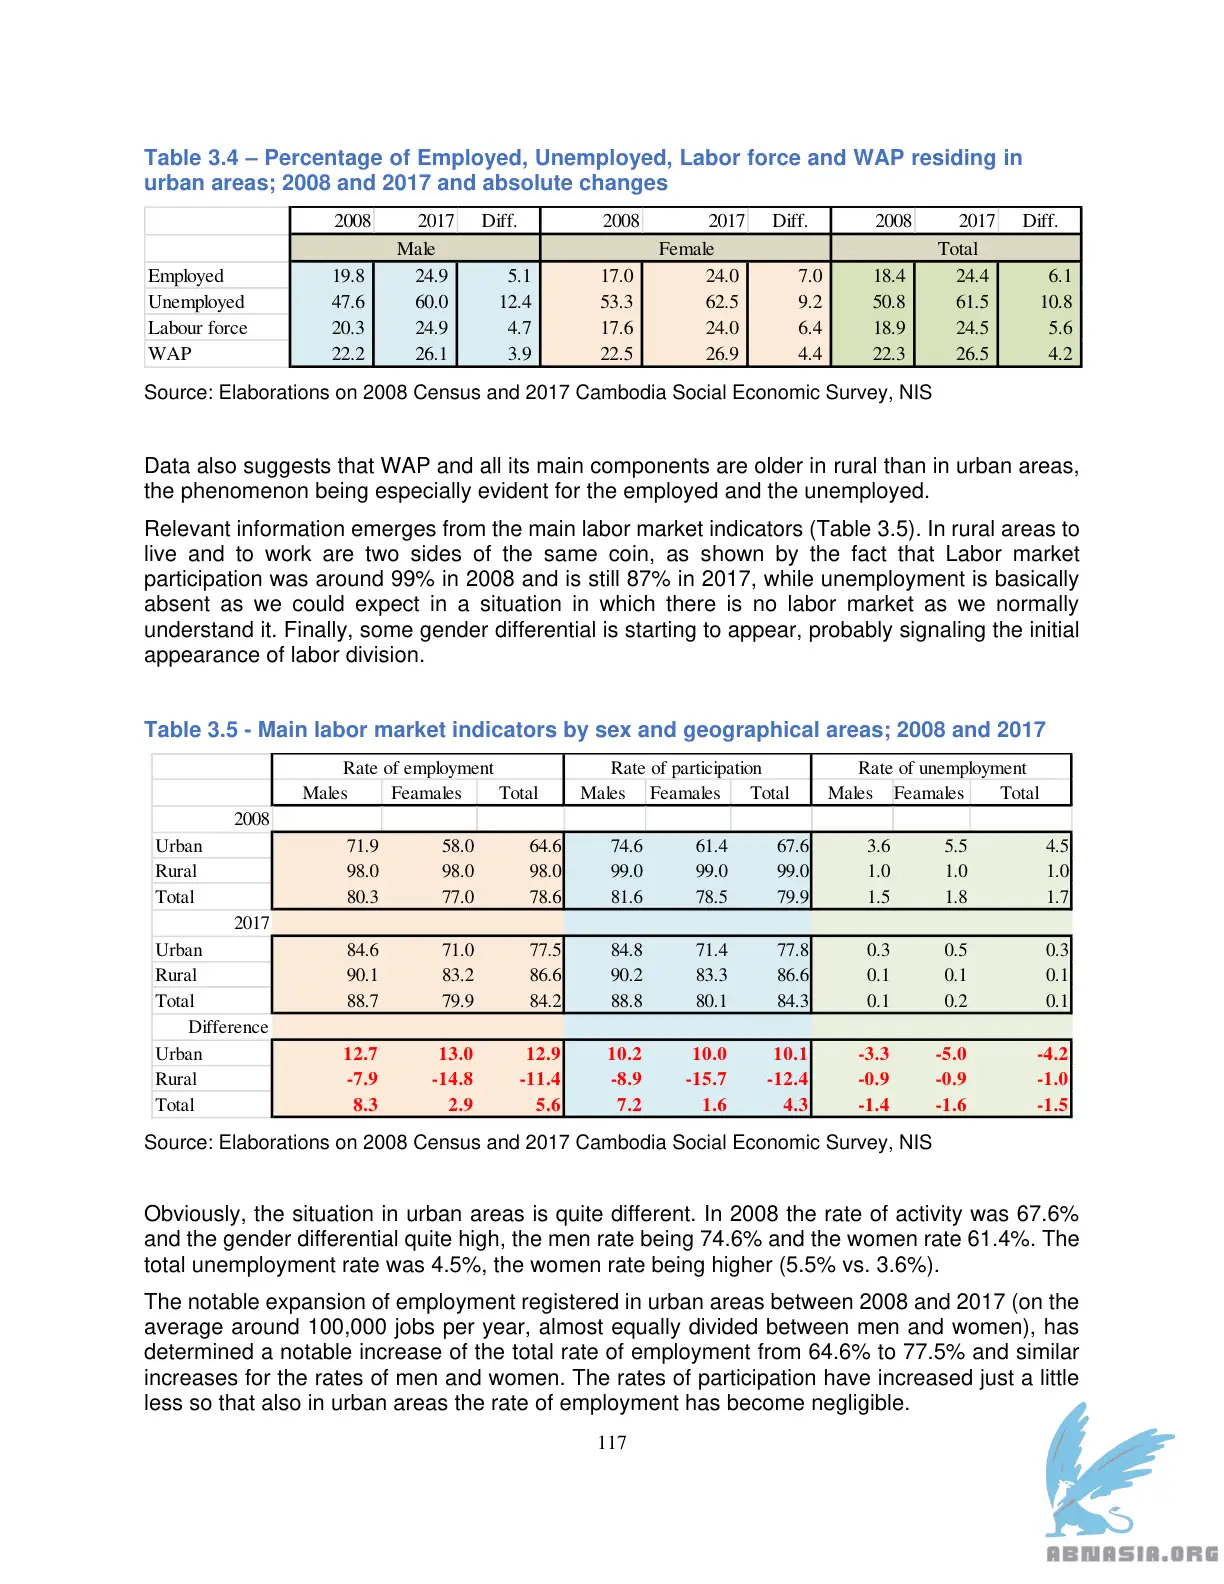 Table 3.4 – Percentage of Employed, Unemployed, Labor force and WAP residing in
urban areas; 2008 and 2017 and absolute changes
2008 2017 Diff. 2008 2017 Diff. 2008 2017 Diff.
Male Female Total
Employed 19.8 24.9 5.1 17.0 24.0 7.0 18.4 24.4 6.1
Unemployed 47.6 60.0 12.4 53.3 62.5 9.2 50.8 61.5 10.8
Labour force 20.3 24.9 4.7 17.6 24.0 6.4 18.9 24.5 5.6
WAP 22.2 26.1 3.9 22.5 26.9 4.4 22.3 26.5 4.2
Source: Elaborations on 2008 Census and 2017 Cambodia Social Economic Survey, NIS
Data also suggests that WAP and all its main components are older in rural than in urban areas,
the phenomenon being especially evident for the employed and the unemployed.
Relevant information emerges from the main labor market indicators (Table 3.5). In rural areas to
live and to work are two sides of the same coin, as shown by the fact that Labor market
participation was around 99% in 2008 and is still 87% in 2017, while unemployment is basically
absent as we could expect in a situation in which there is no labor market as we normally
understand it. Finally, some gender differential is starting to appear, probably signaling the initial
appearance of labor division.
Table 3.5 - Main labor market indicators by sex and geographical areas; 2008 and 2017
Rate of employment Rate of participation Rate of unemployment
Males Feamales Total Males Feamales Total Males Feamales Total
2008
Urban 71.9 58.0 64.6 74.6 61.4 67.6 3.6 5.5 4.5
Rural 98.0 98.0 98.0 99.0 99.0 99.0 1.0 1.0 1.0
Total 80.3 77.0 78.6 81.6 78.5 79.9 1.5 1.8 1.7
2017
Urban 84.6 71.0 77.5 84.8 71.4 77.8 0.3 0.5 0.3
Rural 90.1 83.2 86.6 90.2 83.3 86.6 0.1 0.1 0.1
Total 88.7 79.9 84.2 88.8 80.1 84.3 0.1 0.2 0.1
Difference
Urban 12.7 13.0 12.9 10.2 10.0 10.1 -3.3 -5.0 -4.2
Rural -7.9 -14.8 -11.4 -8.9 -15.7 -12.4 -0.9 -0.9 -1.0
Total 8.3 2.9 5.6 7.2 1.6 4.3 -1.4 -1.6 -1.5
Source: Elaborations on 2008 Census and 2017 Cambodia Social Economic Survey, NIS
Obviously, the situation in urban areas is quite different. In 2008 the rate of activity was 67.6%
and the gender differential quite high, the men rate being 74.6% and the women rate 61.4%. The
total unemployment rate was 4.5%, the women rate being higher (5.5% vs. 3.6%).
The notable expansion of employment registered in urban areas between 2008 and 2017 (on the
average around 100,000 jobs per year, almost equally divided between men and women), has
determined a notable increase of the total rate of employment from 64.6% to 77.5% and similar
increases for the rates of men and women. The rates of participation have increased just a little
less so that also in urban areas the rate of employment has become negligible.
117
ABNASIA.ORG